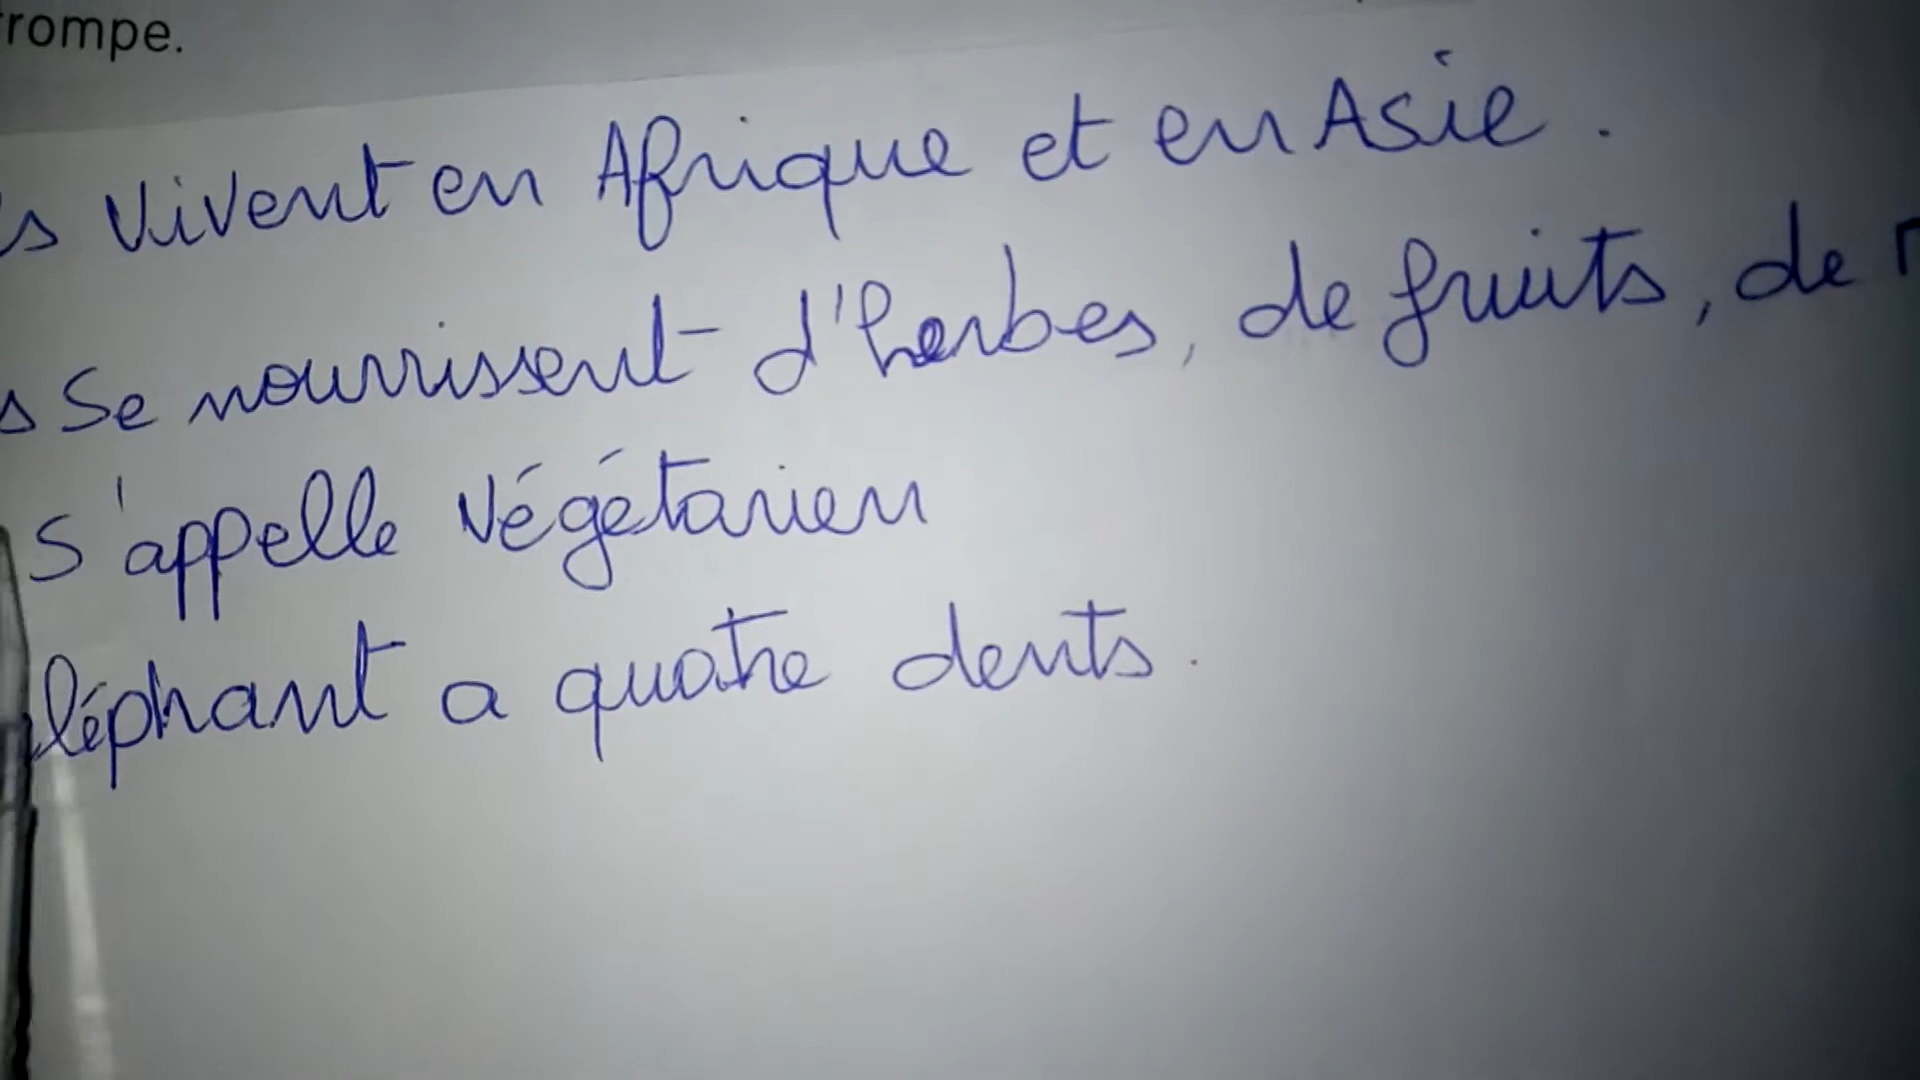 rompe.
s vivent en Afrique et en Asie.
s se nourrissent d'herbes, de fruits, de
s'appelle végétarien
léphant a quatre dents.